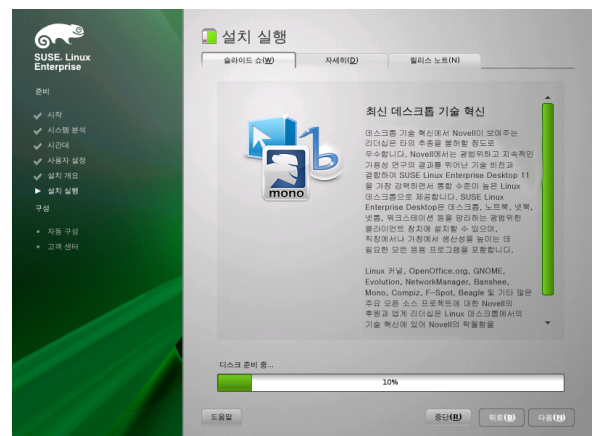 SUSE. Linux
Enterprise
준비
시작
시스템 분석
시간대
사용자 설정
설치 개요
설치 실행
구성
자동 구성
고객 센터
설치 실행
슬라이드 쇼(W)
자세히(D)
릴리스 노트(N)
mono
최신 데스크톱 기술 혁신
데스크톱 기술 혁신에서 Novell이 보여주는
리더십은 타의 추종을 불허할 정도로
우수합니다. Novell에서는 광범위하고 지속적인
가용성 연구의 결과를 뛰어난 기술 비전과
결합하여 SUSE Linux Enterprise Desktop 11
을 가장 강력하면서 통합 수준이 높은 Linux
데스크톱으로 제공합니다. SUSE Linux
Enterprise Desktop은 데스크톱, 노트북, 넷북,
넷톱, 워크스테이션 등을 망라하는 광범위한
클라이언트 장치에 설치할 수 있으며,
직장에서나 가정에서 생산성을 높이는 데
필요한 모든 응용 프로그램을 포함합니다.
Linux 커널, OpenOffice.org, GNOME,
Evolution, NetworkManager, Banshee,
Mono, Compiz, F-Spot, Beagle 및 기타 많은
주요 오픈 소스 프로젝트에 대한 Novell의
후원과 업계 리더십은 Linux 데스크톱에서의
기술 혁신에 있어 Novell의 탁월함을
디스크 준비 중...
10%
도움말
중단(R)
뒤로(B)
다음(N)